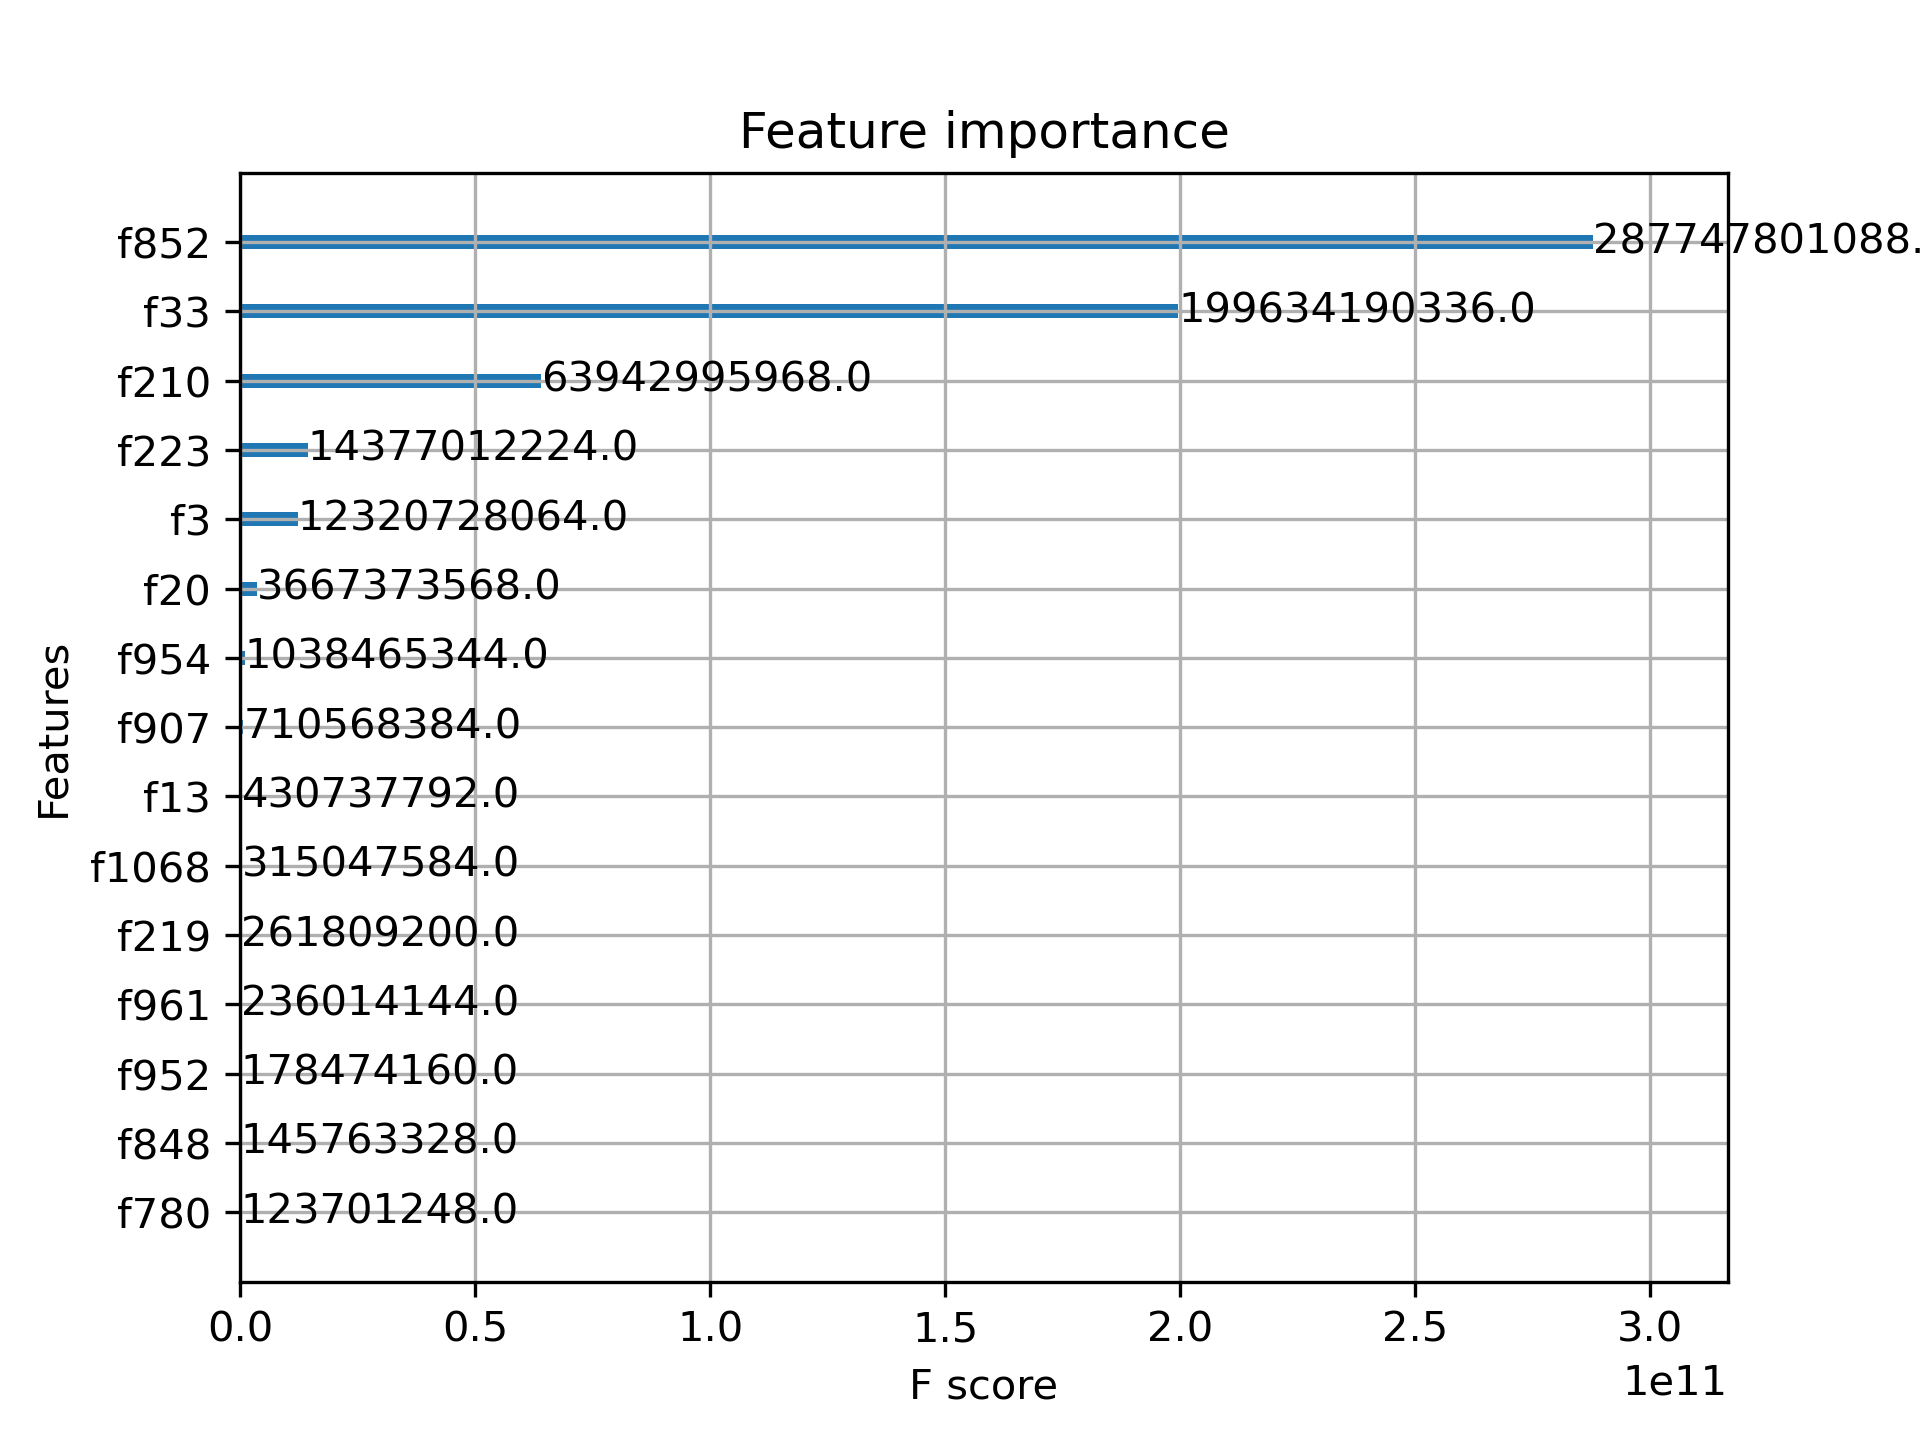 Feature importance
f852 287747801088.
f33 199634190336.0
f210 63942995968.0
f223 14377012224.0
f3 12320728064.0
f20 3667373568.0
f954 1038465344.0
f907 710568384.0
f13 430737792.0
f1068 315047584.0
f219 261809200.0
f961 236014144.0
f952 178474160.0
f848 145763328.0
f780 123701248.0
Features
0.0 0.5 1.0 1.5 2.0 2.5 3.0
1e11
F score